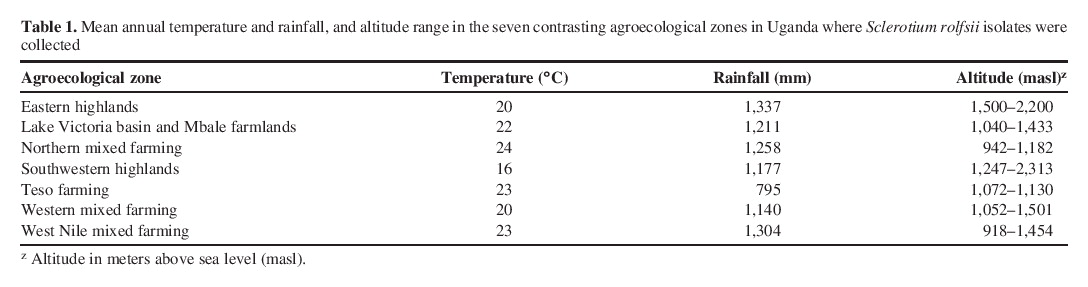 Table 1. Mean annual temperature and rainfall, and altitude range in the seven contrasting agroecological zones in Uganda where Sclerotium rolfsii isolates were
collected
Agroecological zone Temperature (°C) Rainfall (mm) Altitude (masl)ᶻ
Eastern highlands 20 1,337 1,500–2,200
Lake Victoria basin and Mbale farmlands 22 1,211 1,040–1,433
Northern mixed farming 24 1,258 942–1,182
Southwestern highlands 16 1,177 1,247–2,313
Teso farming 23 795 1,072–1,130
Western mixed farming 20 1,140 1,052–1,501
West Nile mixed farming 23 1,304 918–1,454
ᶻ Altitude in meters above sea level (masl).